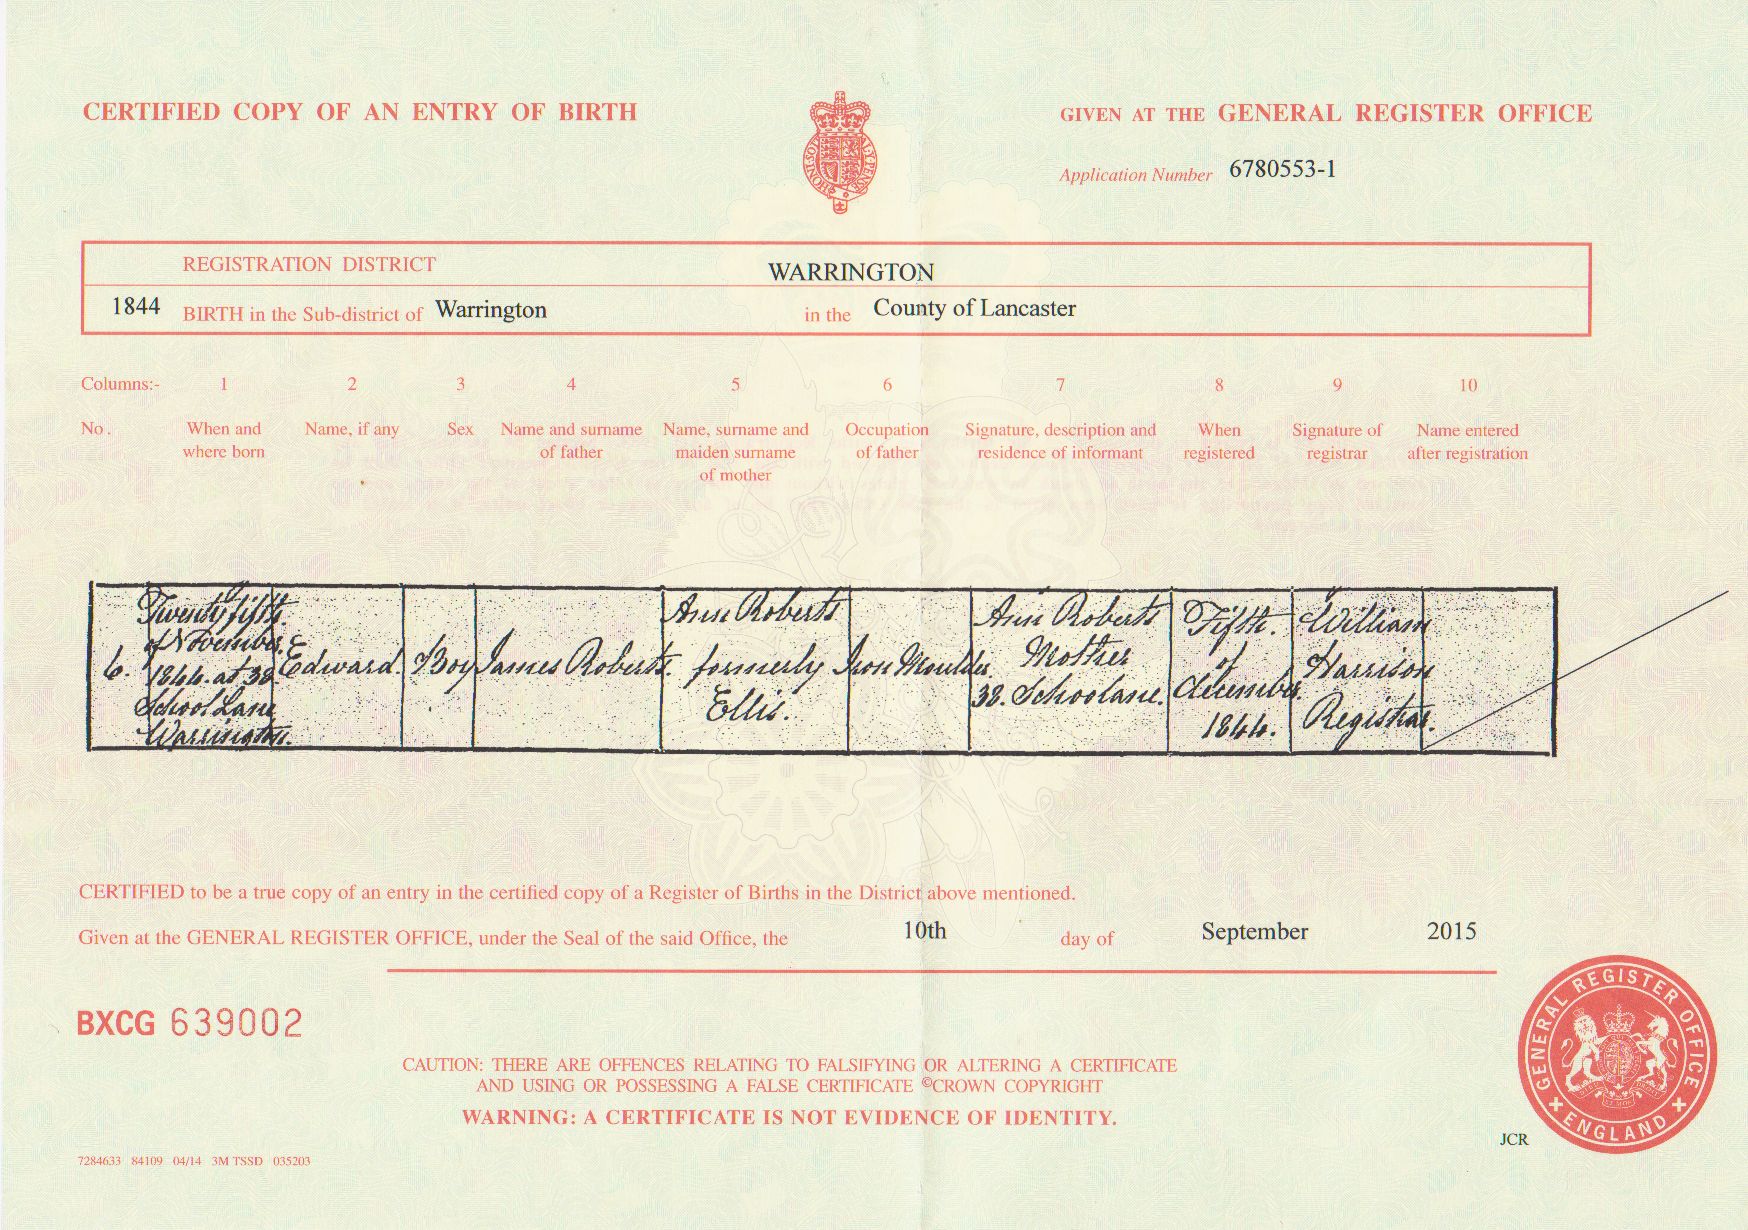 CERTIFIED COPY OF AN ENTRY OF BIRTH
GIVEN AT THE GENERAL REGISTER OFFICE
Application Number 6780553-1
REGISTRATION DISTRICT WARRINGTON
1844 BIRTH in the Sub-district of Warrington in the County of Lancaster
Columns:- 1 2 3 4 5 6 7 8 9 10
No. When and Name, if any Sex Name and surname Name, surname and Occupation Signature, description and When Signature of Name entered
where born of father maiden surname of father residence of informant registered registrar after registration
of mother
Twenty fifth Ann Roberts Ann Roberts Fifth. William
of November Mother of Harrison
6. 1844. at 38 Edward. Boy James Roberts. formerly Iron Moulder 38. Schoolane. december Registrar.
School Lane Ellis. 1844.
Warrington.
CERTIFIED to be a true copy of an entry in the certified copy of a Register of Births in the District above mentioned.
Given at the GENERAL REGISTER OFFICE, under the Seal of the said Office, the 10th day of September 2015
BXCG 639002
CAUTION: THERE ARE OFFENCES RELATING TO FALSIFYING OR ALTERING A CERTIFICATE
AND USING OR POSSESSING A FALSE CERTIFICATE ©CROWN COPYRIGHT
WARNING: A CERTIFICATE IS NOT EVIDENCE OF IDENTITY.
GENERAL REGISTER OFFICE
ENGLAND
JCR
7284633 84109 04/14 3M TSSD 035203